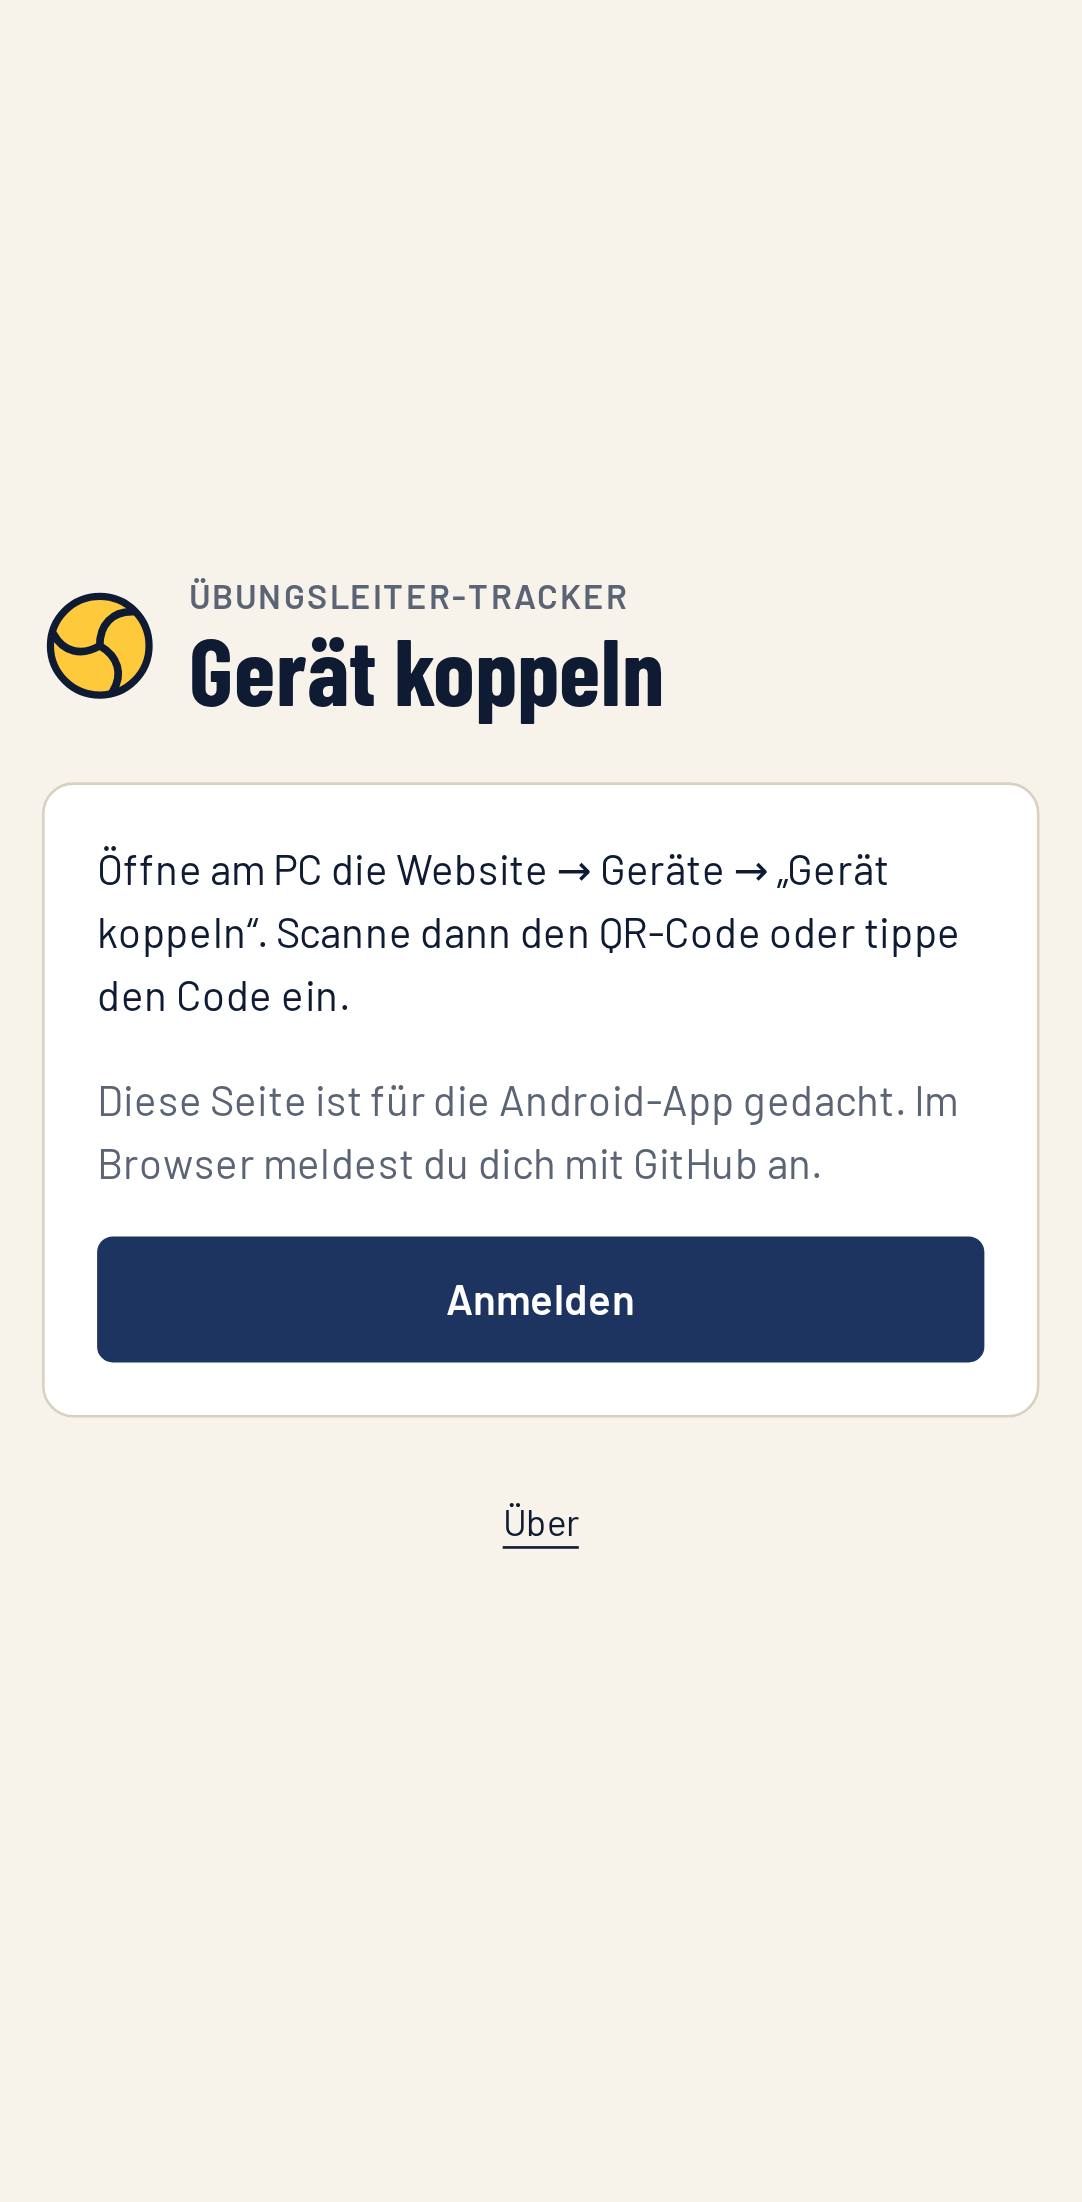 ÜBUNGSLEITER-TRACKER
Gerät koppeln
Öffne am PC die Website → Geräte → „Gerät
koppeln“. Scanne dann den QR-Code oder tippe
den Code ein.
Diese Seite ist für die Android-App gedacht. Im
Browser meldest du dich mit GitHub an.
Anmelden
Über